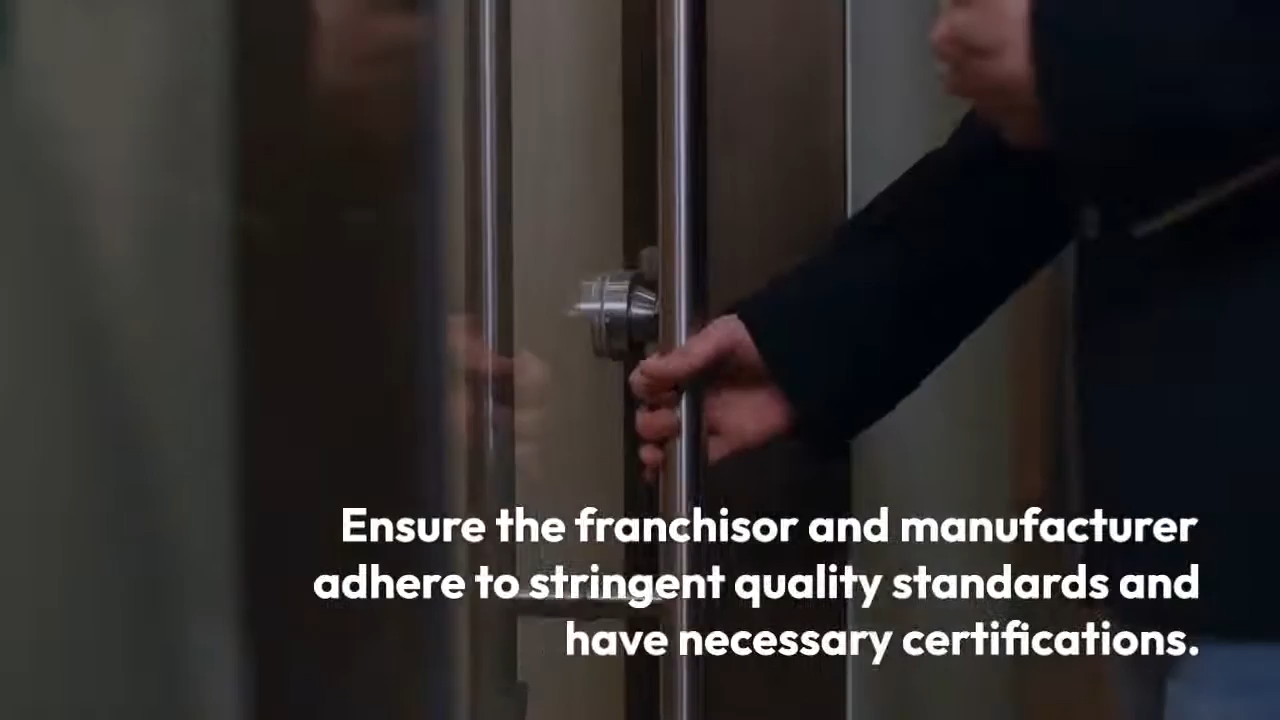 Ensure the franchisor and manufacturer
adhere to stringent quality standards and
have necessary certifications.